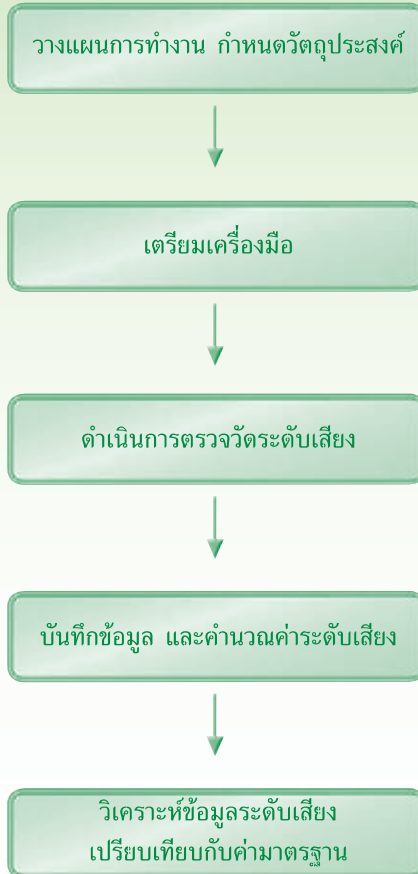 วางแผนการทำงาน กำหนดวัตถุประสงค์
เตรียมเครื่องมือ
ดำเนินการตรวจวัดระดับเสียง
บันทึกข้อมูล และคำนวณค่าระดับเสียง
วิเคราะห์ข้อมูลระดับเสียง
เปรียบเทียบกับค่ามาตรฐาน